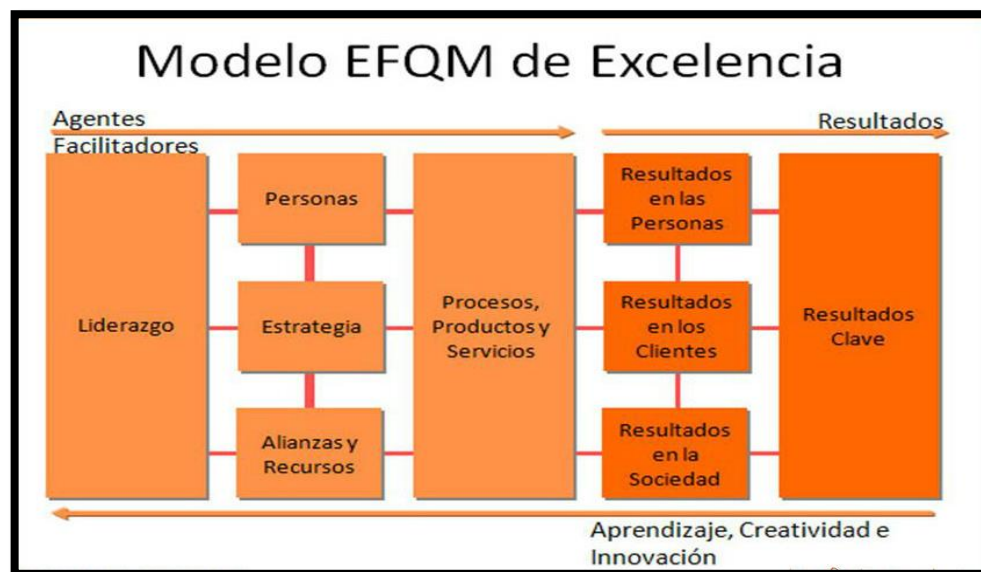 Modelo EFQM de Excelencia
Agentes
Facilitadores
Resultados
Liderazgo
Personas
Estrategia
Alianzas y
Recursos
Procesos,
Productos y
Servicios
Resultados
en las
Personas
Resultados
en los
Clientes
Resultados
en la
Sociedad
Resultados
Clave
Aprendizaje, Creatividad e
Innovación